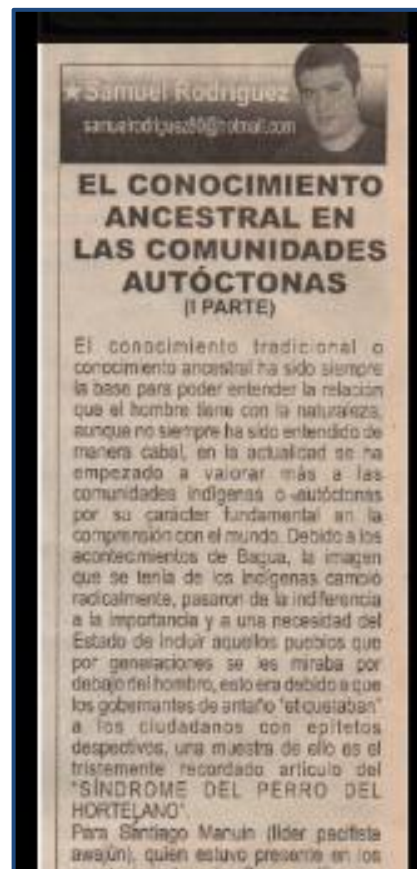 ★ Samuel Rodriguez
samuelrodriguez80@hotmail.com
EL CONOCIMIENTO
ANCESTRAL EN
LAS COMUNIDADES
AUTÓCTONAS
(I PARTE)
El conocimiento tradicional o
conocimiento ancestral ha sido siempre
la base para poder entender la relación
que el hombre tiene con la naturaleza,
aunque no siempre ha sido entendido de
manera cabal, en la actualidad se ha
empezado a valorar más a las
comunidades indígenas o autóctonas
por su carácter fundamental en la
comprensión con el mundo. Debido a los
acontecimientos de Bagua, la imagen
que se tenía de los indígenas cambió
radicalmente, pasaron de la indiferencia
a la importancia y a una necesidad del
Estado de incluir aquellos pueblos que
por generaciones se les miraba por
debajo del hombro, esto era debido a que
los gobernantes de antaño
a los ciudadanos con epítetos
despectivos, una muestra de ello es el
tristemente recordado artículo del
"SÍNDROME DEL PERRO DEL
HORTELANO".
Para Santiago Manuin (líder pacifista
awajún), quien estuvo presente en los